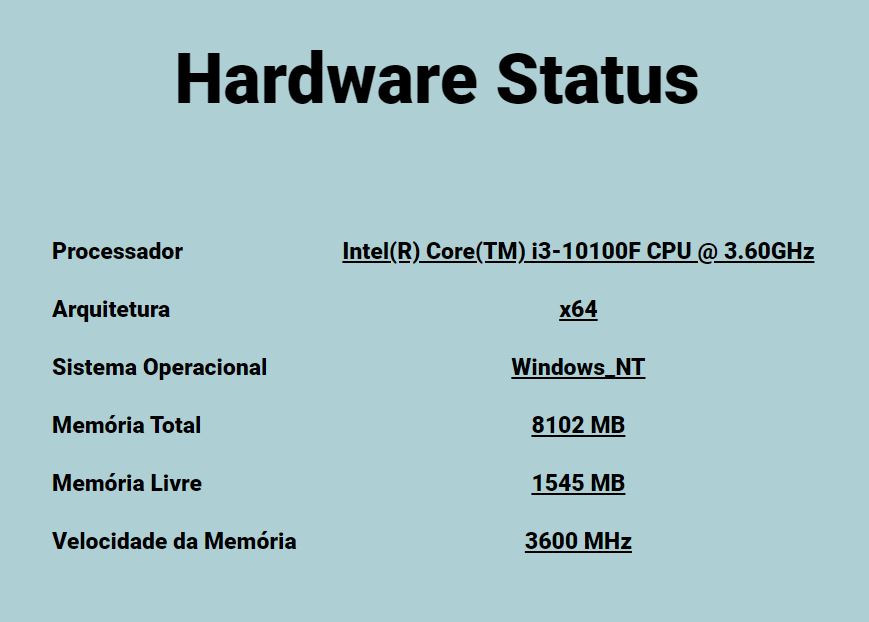 Hardware Status
Processador Intel(R) Core(TM) i3-10100F CPU @ 3.60GHz
Arquitetura x64
Sistema Operacional Windows_NT
Memória Total 8102 MB
Memória Livre 1545 MB
Velocidade da Memória 3600 MHz